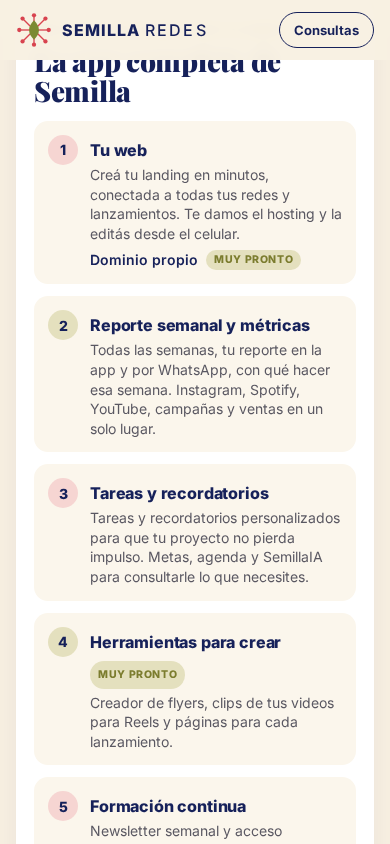 SEMILLA REDES
Consultas
La app completa de
Semilla
1
Tu web
Creá tu landing en minutos,
conectada a todas tus redes y
lanzamientos. Te damos el hosting y la
editás desde el celular.
Dominio propio MUY PRONTO
2
Reporte semanal y métricas
Todas las semanas, tu reporte en la
app y por WhatsApp, con qué hacer
esa semana. Instagram, Spotify,
YouTube, campañas y ventas en un
solo lugar.
3
Tareas y recordatorios
Tareas y recordatorios personalizados
para que tu proyecto no pierda
impulso. Metas, agenda y SemillaIA
para consultarle lo que necesites.
4
Herramientas para crear
MUY PRONTO
Creador de flyers, clips de tus videos
para Reels y páginas para cada
lanzamiento.
5
Formación continua
Newsletter semanal y acceso